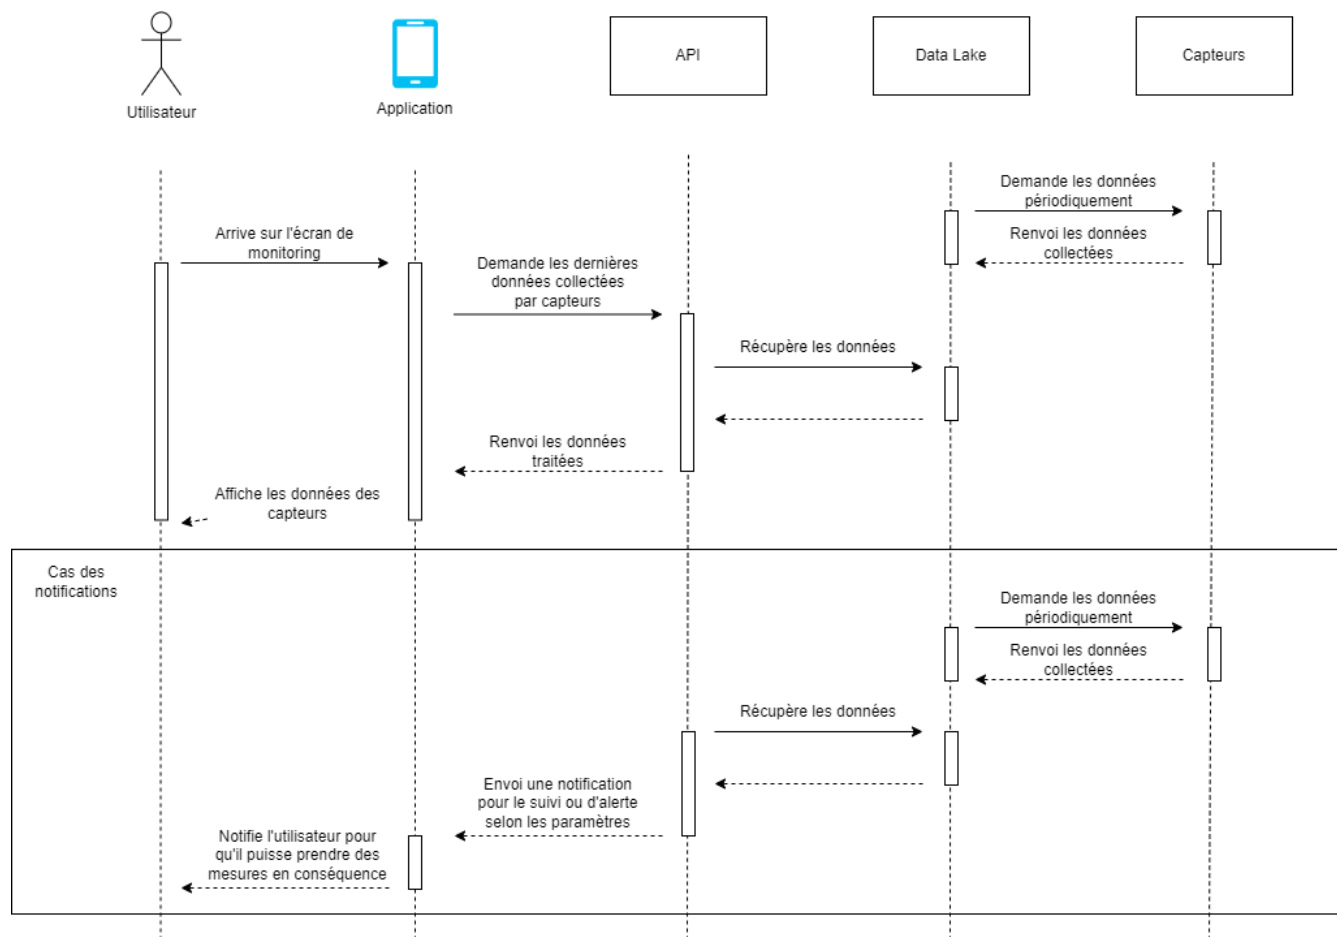 Utilisateur
Application
API
Data Lake
Capteurs
Demande les données
périodiquement
Renvoi les données
collectées
Arrive sur l'écran de
monitoring
Demande les dernières
données collectées
par capteurs
Récupère les données
Renvoi les données
traitées
Affiche les données des
capteurs
Cas des
notifications
Demande les données
périodiquement
Renvoi les données
collectées
Récupère les données
Envoi une notification
pour le suivi ou d'alerte
selon les paramètres
Notifie l'utilisateur pour
qu'il puisse prendre des
mesures en conséquence